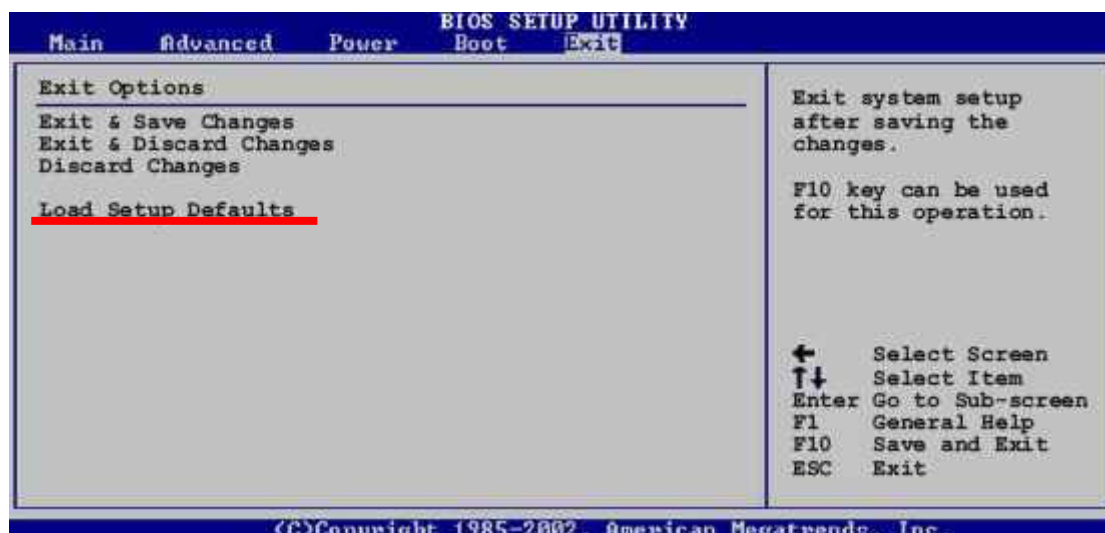 BIOS SETUP UTILITY
Main Advanced Power Boot Exit
Exit Options
Exit & Save Changes
Exit & Discard Changes
Discard Changes
Load Setup Defaults
Exit system setup
after saving the
changes.
F10 key can be used
for this operation.
← Select Screen
↑↓ Select Item
Enter Go to Sub-screen
F1 General Help
F10 Save and Exit
ESC Exit
(C)Copyright 1985-2002, American Megatrends, Inc.